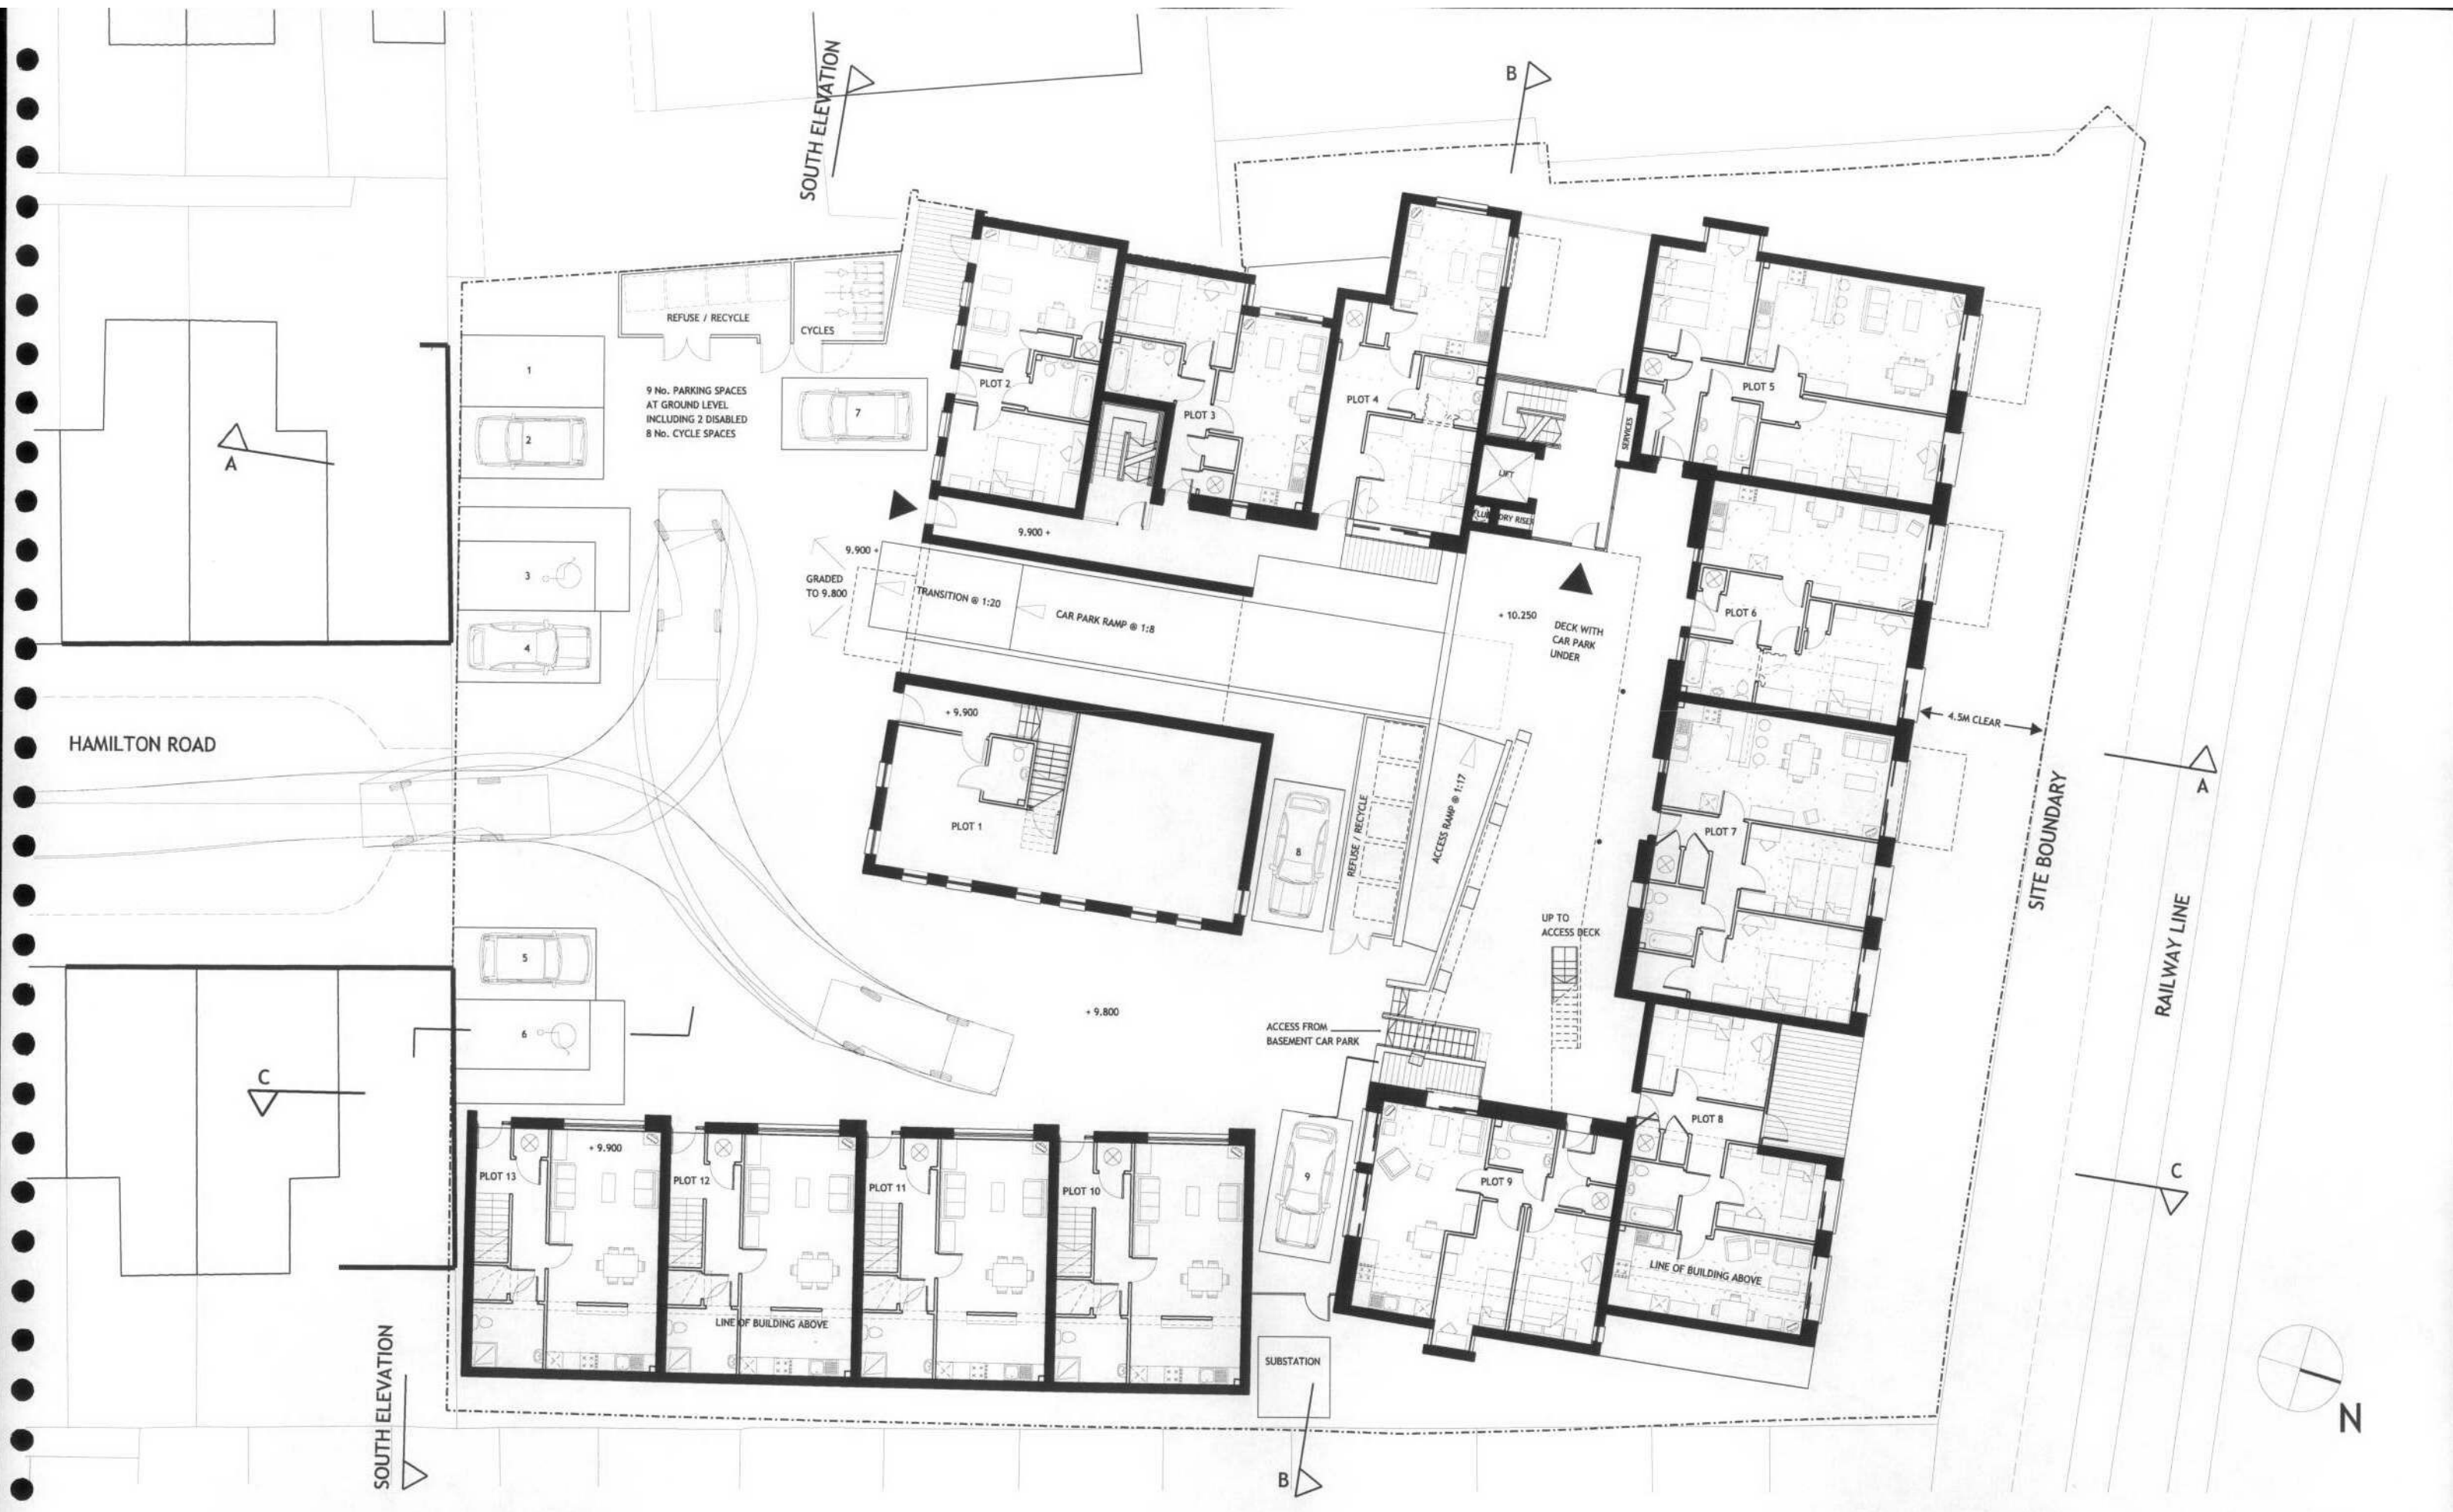 SOUTH ELEVATION
B
REFUSE / RECYCLE
CYCLES
1
2
7
9 No. PARKING SPACES
AT GROUND LEVEL
INCLUDING 2 DISABLED
8 No. CYCLE SPACES
A
PLOT 2
PLOT 3
PLOT 4
PLOT 5
SERVICES
LIFT
DRY RISER
9.900 +
9.900 +
GRADED
TO 9.800
TRANSITION @ 1:20
CAR PARK RAMP @ 1:8
3
4
+ 10.250
DECK WITH
CAR PARK
UNDER
PLOT 6
4.5M CLEAR
HAMILTON ROAD
+ 9.900
PLOT 1
8
REFUSE / RECYCLE
ACCESS RAMP @ 1:17
PLOT 7
SITE BOUNDARY
A
RAILWAY LINE
UP TO
ACCESS DECK
5
6
+ 9.800
ACCESS FROM
BASEMENT CAR PARK
C
PLOT 8
C
PLOT 13
+ 9.900
PLOT 12
PLOT 11
PLOT 10
9
PLOT 9
LINE OF BUILDING ABOVE
LINE OF BUILDING ABOVE
SUBSTATION
SOUTH ELEVATION
B
N